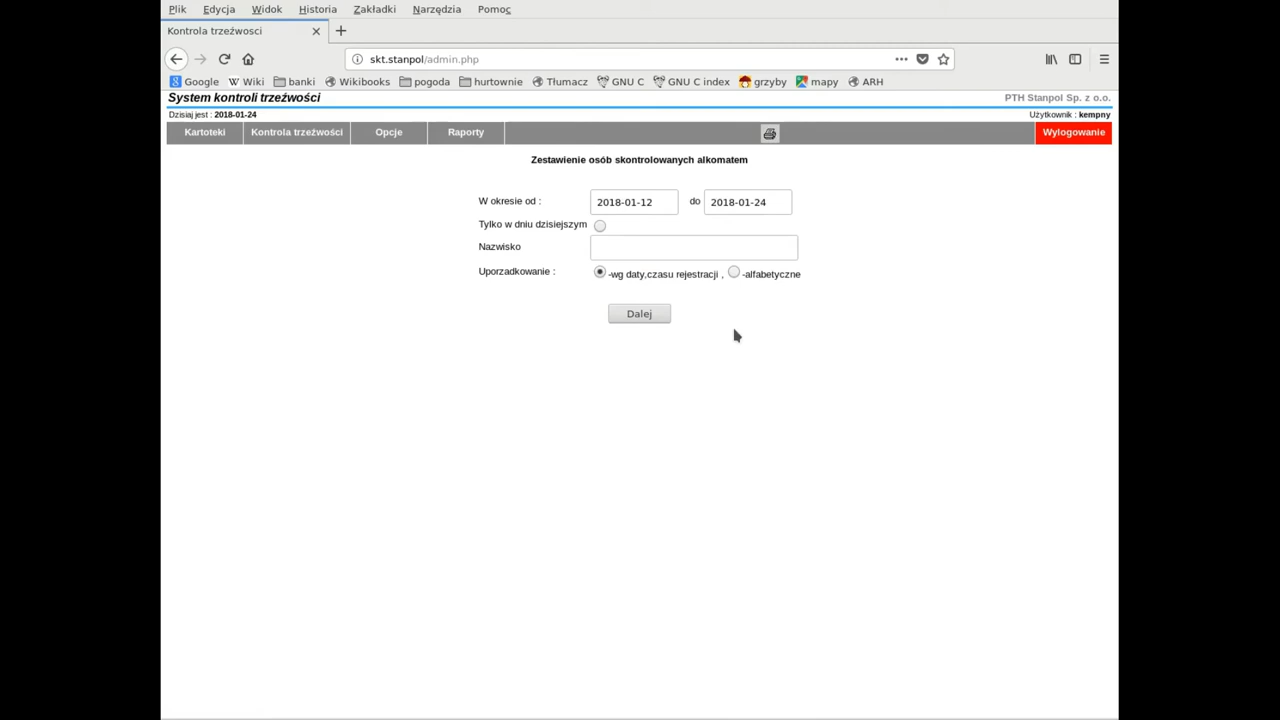 Plik Edycja Widok Historia Zakładki Narzędzia Pomoc
Kontrola trzeźwosci
skt.stanpol/admin.php
Google Wiki banki Wikibooks pogoda hurtownie Tłumacz GNU C GNU C index grzyby mapy ARH
System kontroli trzeźwości PTH Stanpol Sp. z o.o.
Dzisiaj jest : 2018-01-24 Użytkownik : kempny
Kartoteki Kontrola trzeźwości Opcje Raporty Wylogowanie
Zestawienie osób skontrolowanych alkomatem
W okresie od : 2018-01-12 do 2018-01-24
Tylko w dniu dzisiejszym
Nazwisko
Uporzadkowanie : -wg daty,czasu rejestracji , -alfabetyczne
Dalej